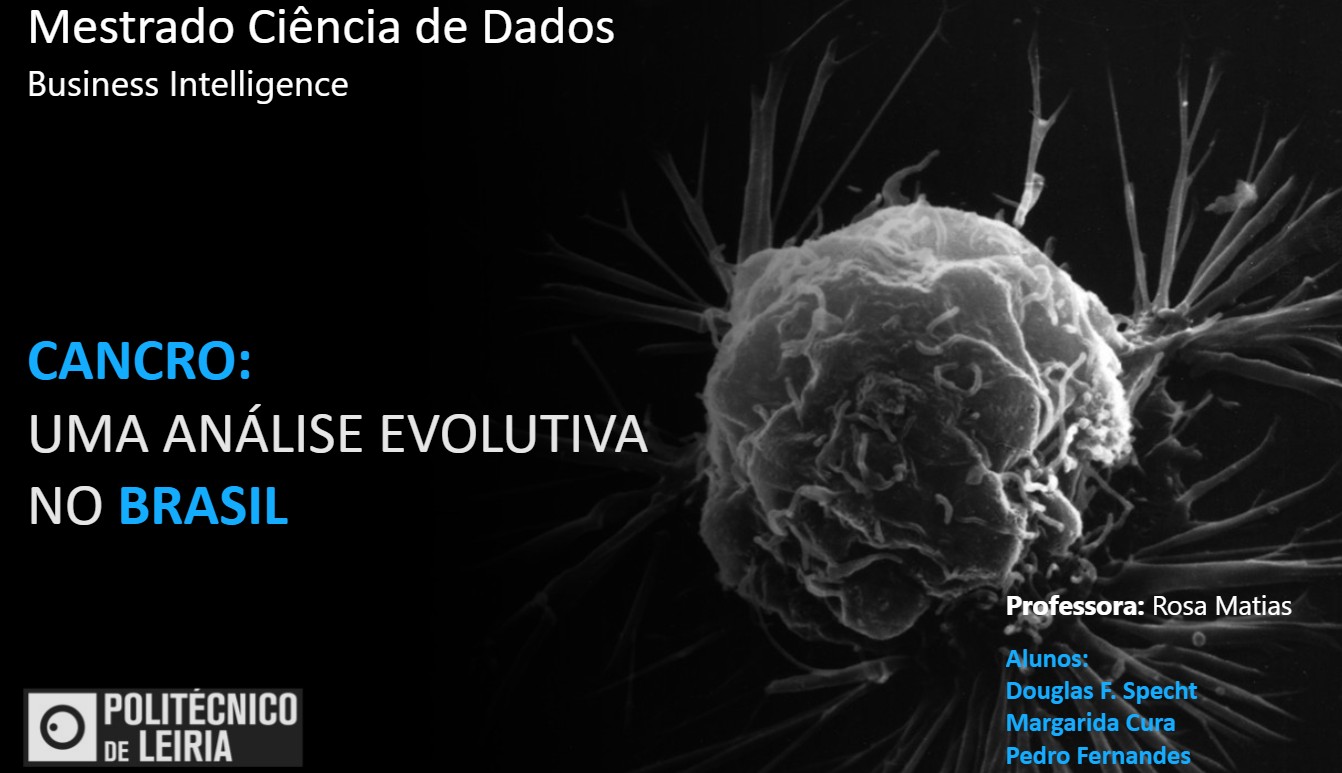 Mestrado Ciência de Dados
Business Intelligence
CANCRO:
UMA ANÁLISE EVOLUTIVA
NO BRASIL
Professora: Rosa Matias
Alunos:
Douglas F. Specht
Margarida Cura
Pedro Fernandes
POLITÉCNICO
DE LEIRIA